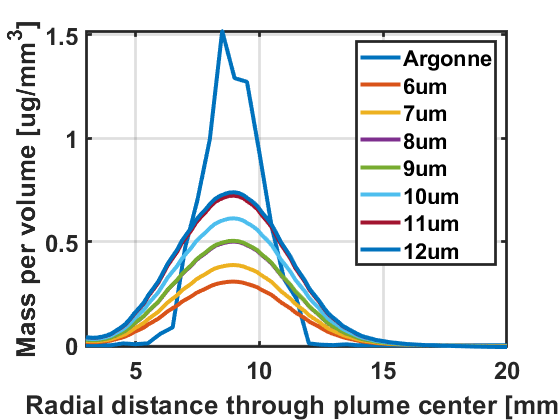 Mass per volume [ug/mm³]
1.5
1
0.5
0
5
10
15
20
Radial distance through plume center [mm
Argonne
6um
7um
8um
9um
10um
11um
12um